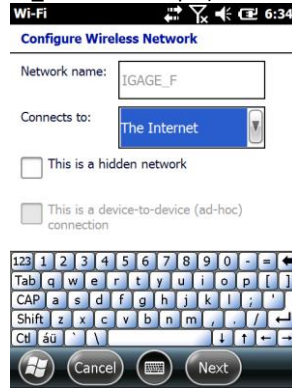 Wi-Fi 6:34
Configure Wireless Network
Network name: IGAGE_F
Connects to: The Internet
This is a hidden network
This is a device-to-device (ad-hoc)
connection
123 1 2 3 4 5 6 7 8 9 0 - =
Tab q w e r t y u i o p [ ]
CAP a s d f g h j k l ; '
Shift z x c v b n m , . /
Ctl áü ` \
Cancel Next